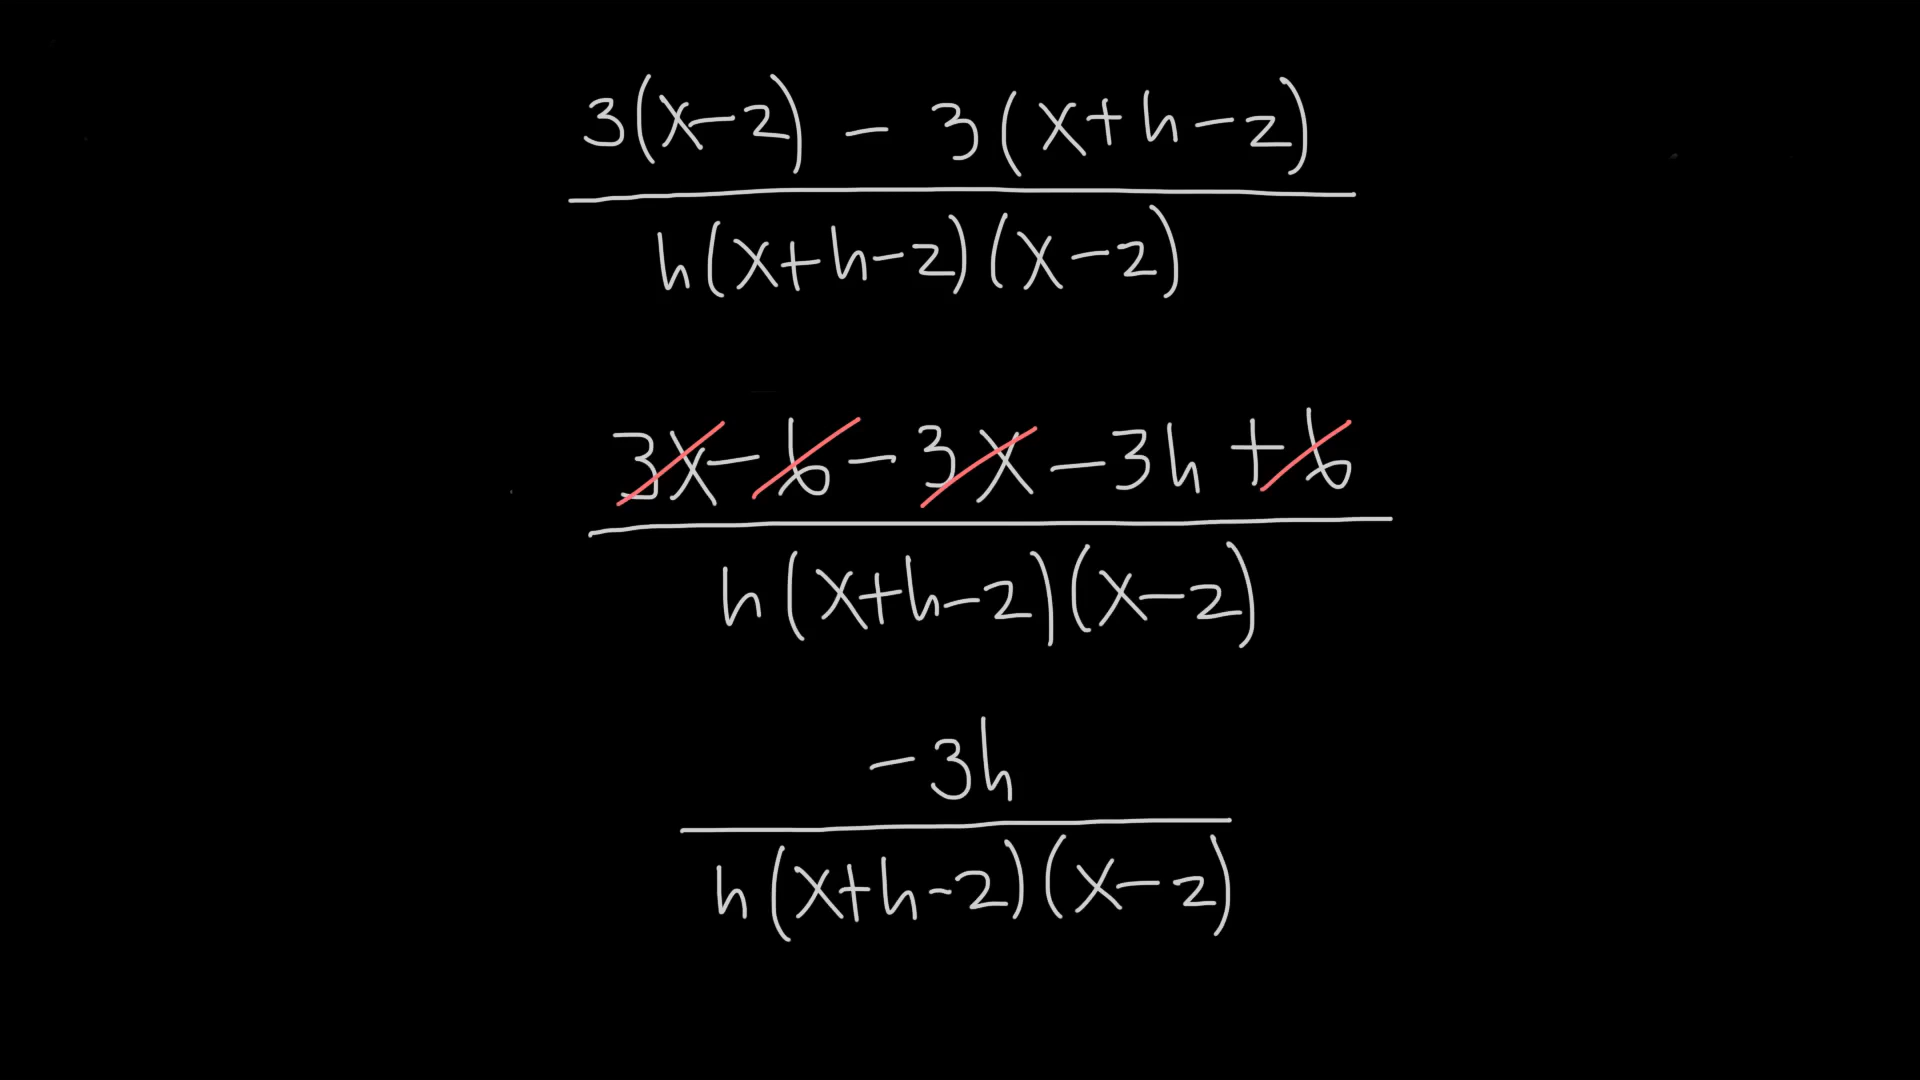 3(x-2) - 3(x+h-2)
h(x+h-2)(x-2)
3x-6-3x-3h+6
h(x+h-2)(x-2)
-3h
h(x+h-2)(x-2)